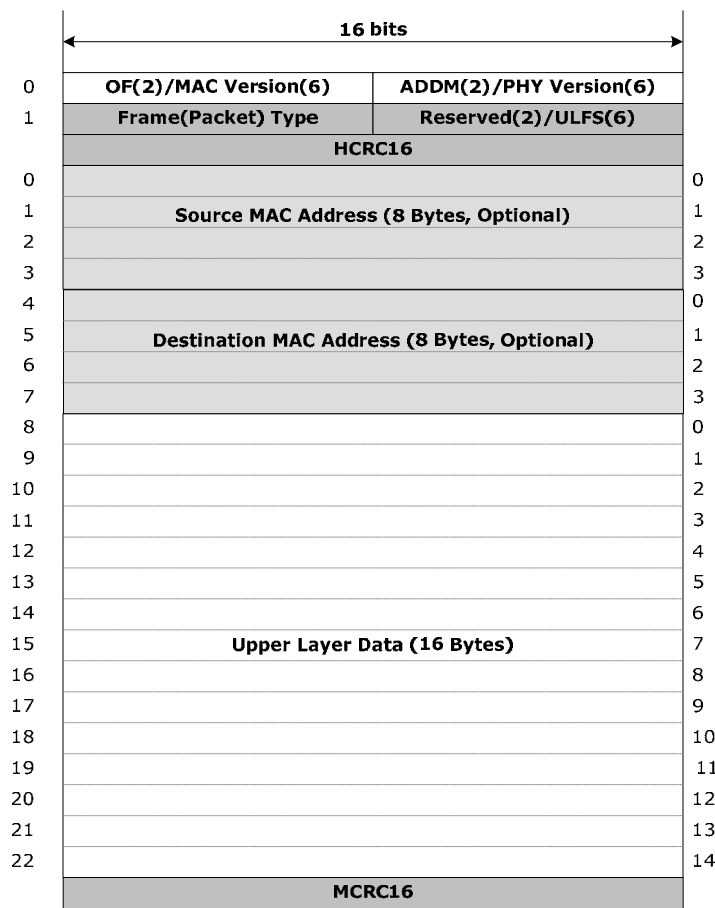 16 bits
0 OF(2)/MAC Version(6) ADDM(2)/PHY Version(6)
1 Frame(Packet) Type Reserved(2)/ULFS(6)
HCRC16
0 0
1 Source MAC Address (8 Bytes, Optional) 1
2 2
3 3
4 0
5 Destination MAC Address (8 Bytes, Optional) 1
6 2
7 3
8 0
9 1
10 2
11 3
12 4
13 5
14 6
15 Upper Layer Data (16 Bytes) 7
16 8
17 9
18 10
19 11
20 12
21 13
22 14
MCRC16